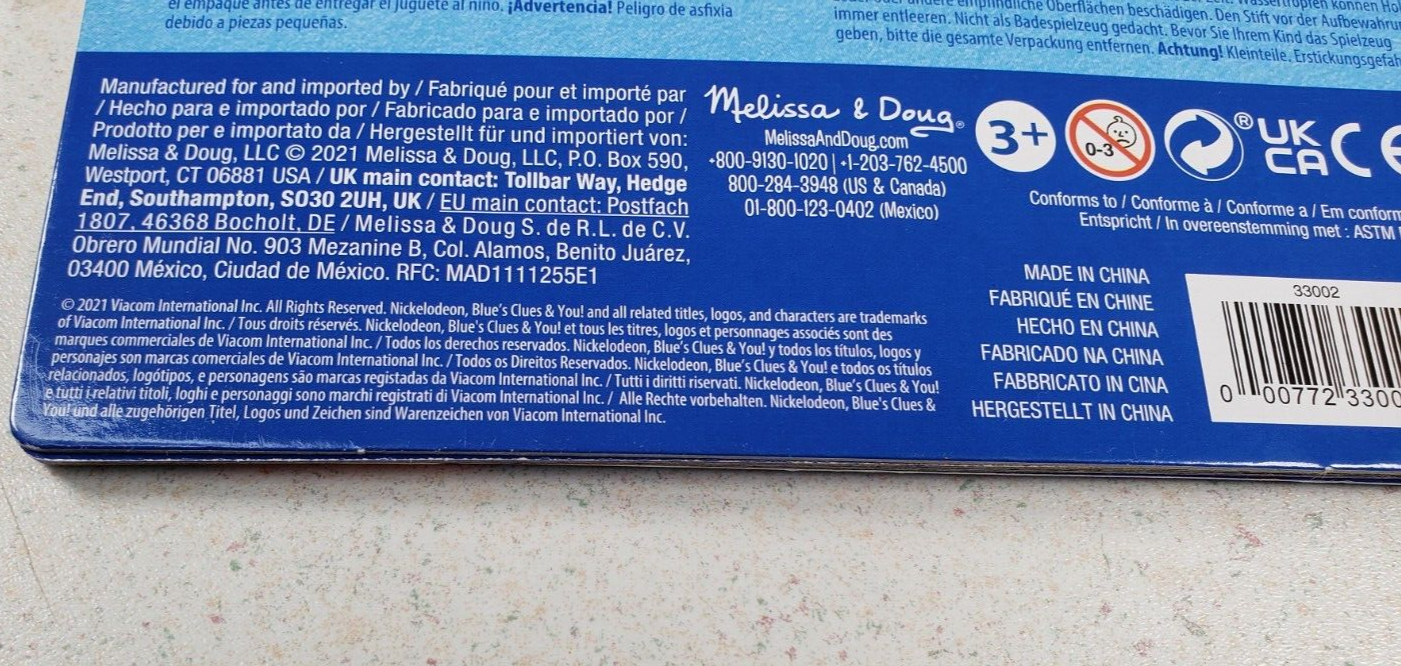 el empaque antes de entregar el juguete al niño. ¡Advertencia! Peligro de asfixia
debido a piezas pequeñas.
Oberflächen beschädigen. Den Stift vor der
immer entleeren. Nicht als Badespielzeug gedacht. Bevor Sie Ihrem Kind das Spielzeug
geben, bitte die gesamte Verpackung entfernen. Achtung! Kleinteile. Erstickungsgefah
Manufactured for and imported by / Fabriqué pour et importé par
/ Hecho para e importado por / Fabricado para e importado por /
Prodotto per e importato da / Hergestellt für und importiert von:
Melissa & Doug, LLC © 2021 Melissa & Doug, LLC, P.O. Box 590,
Westport, CT 06881 USA / UK main contact: Tollbar Way, Hedge
End, Southampton, SO30 2UH, UK / EU main contact: Postfach
1807, 46368 Bocholt, DE / Melissa & Doug S. de R.L. de C.V.
Obrero Mundial No. 903 Mezanine B, Col. Alamos, Benito Juárez,
03400 México, Ciudad de México. RFC: MAD1111255E1
Melissa & Doug®
MelissaAndDoug.com
+800-9130-1020 | +1-203-762-4500
800-284-3948 (US & Canada)
01-800-123-0402 (Mexico)
3+
0-3
®
UK
CA
CE
Conforms to / Conforme à / Conforme a / Em conform
Entspricht / In overeenstemming met : ASTM
MADE IN CHINA
FABRIQUÉ EN CHINE
HECHO EN CHINA
FABRICADO NA CHINA
FABBRICATO IN CINA
HERGESTELLT IN CHINA
33002
0 00772 3300
© 2021 Viacom International Inc. All Rights Reserved. Nickelodeon, Blue's Clues & You! and all related titles, logos, and characters are trademarks
of Viacom International Inc. / Tous droits réservés. Nickelodeon, Blue's Clues & You! et tous les titres, logos et personnages associés sont des
marques commerciales de Viacom International Inc. / Todos los derechos reservados. Nickelodeon, Blue's Clues & You! y todos los títulos, logos y
personajes son marcas comerciales de Viacom International Inc. / Todos os Direitos Reservados. Nickelodeon, Blue's Clues & You! e todos os títulos
relacionados, logótipos, e personagens são marcas registadas da Viacom International Inc. / Tutti i diritti riservati. Nickelodeon, Blue's Clues & You!
e tutti i relativi titoli, loghi e personaggi sono marchi registrati di Viacom International Inc. / Alle Rechte vorbehalten. Nickelodeon, Blue's Clues &
You! und alle zugehörigen Titel, Logos und Zeichen sind Warenzeichen von Viacom International Inc.